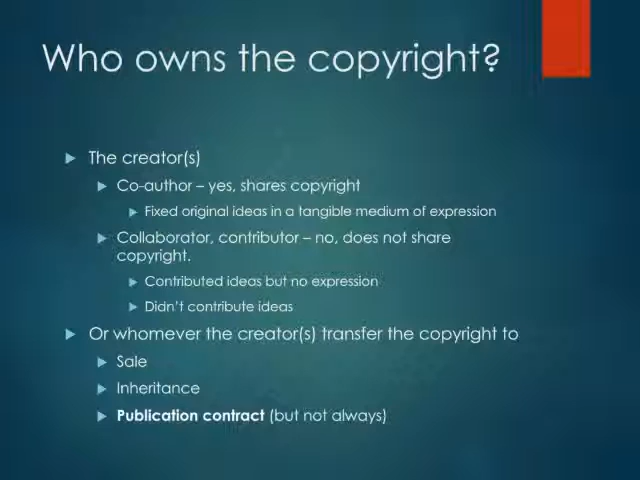 Who owns the copyright?
The creator(s)
Co-author – yes, shares copyright
Fixed original ideas in a tangible medium of expression
Collaborator, contributor – no, does not share
copyright.
Contributed ideas but no expression
Didn't contribute ideas
Or whomever the creator(s) transfer the copyright to
Sale
Inheritance
Publication contract (but not always)